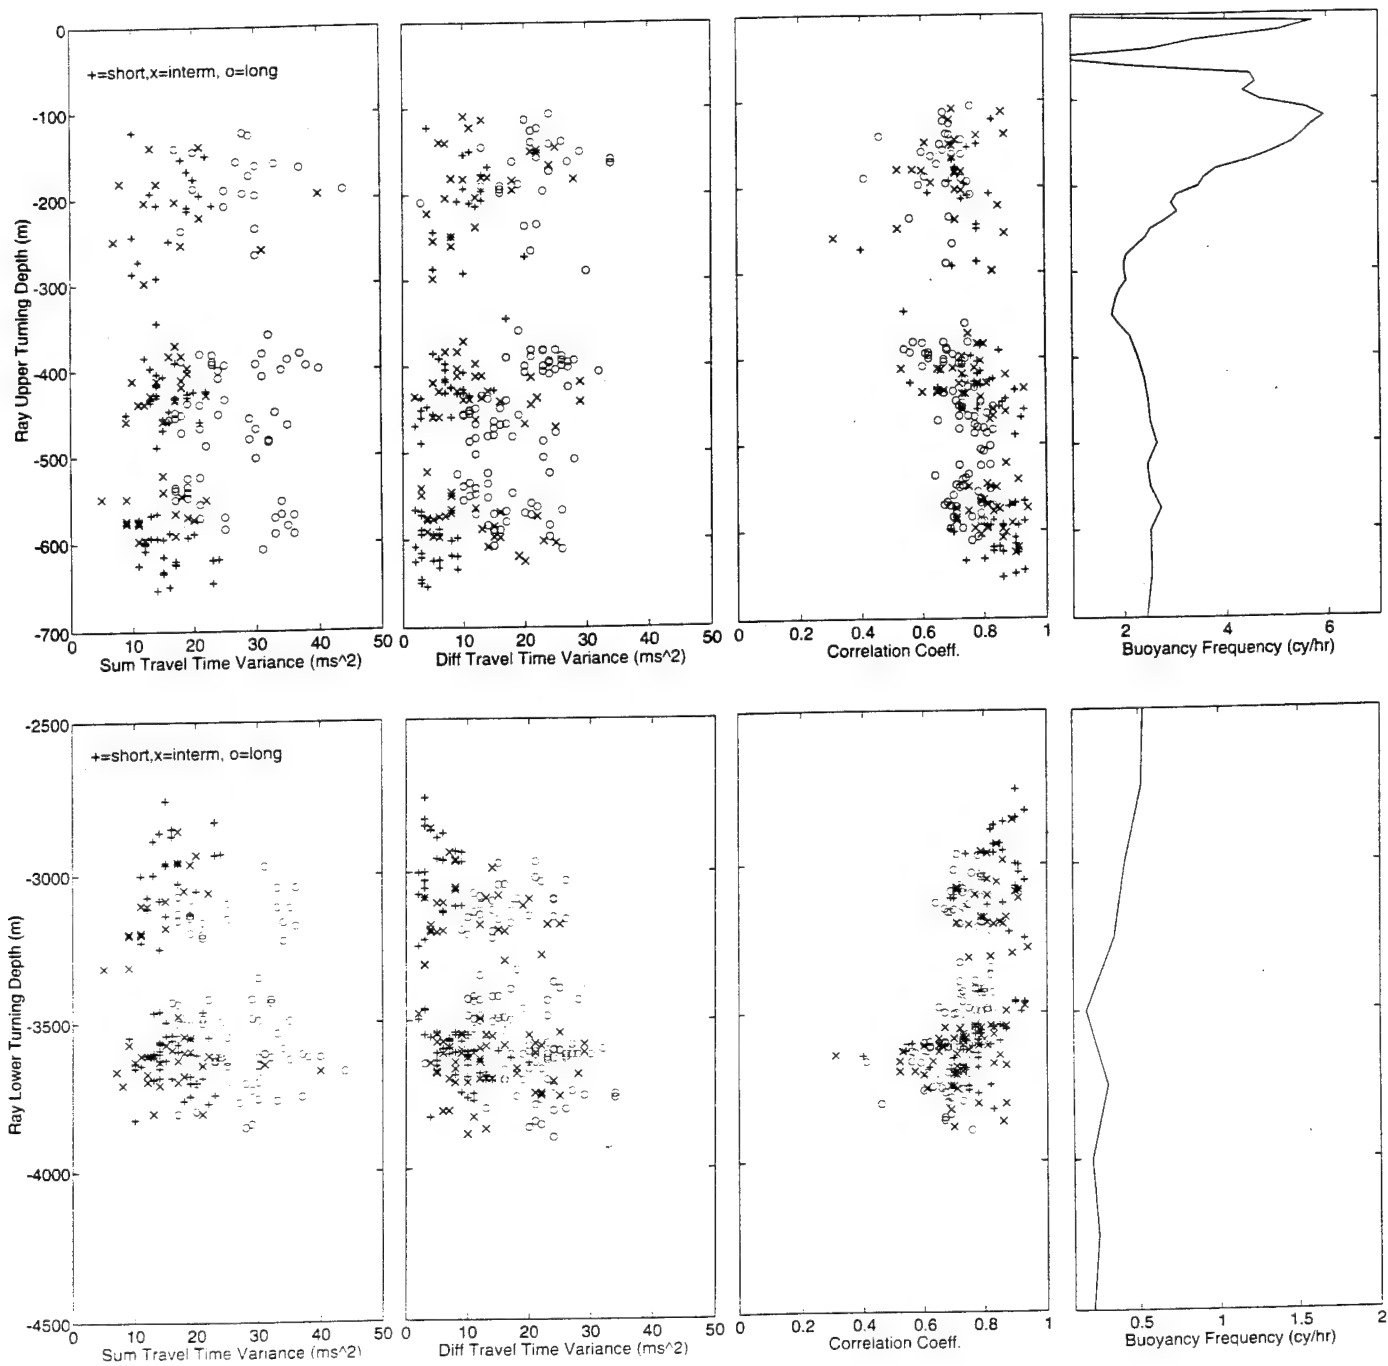 0
-100
-200
-300
-400
-500
-600
-700
Ray Upper Turning Depth (m)
+=short,x=interm, o=long
0 10 20 30 40 50
Sum Travel Time Variance (ms^2)
0 10 20 30 40 50
Diff Travel Time Variance (ms^2)
0 0.2 0.4 0.6 0.8 1
Correlation Coeff.
2 4 6
Buoyancy Frequency (cy/hr)
-2500
-3000
-3500
-4000
-4500
Ray Lower Turning Depth (m)
+=short,x=interm, o=long
0 10 20 30 40 50
Sum Travel Time Variance (ms^2)
0 10 20 30 40 50
Diff Travel Time Variance (ms^2)
0 0.2 0.4 0.6 0.8 1
Correlation Coeff.
0.5 1 1.5 2
Buoyancy Frequency (cy/hr)